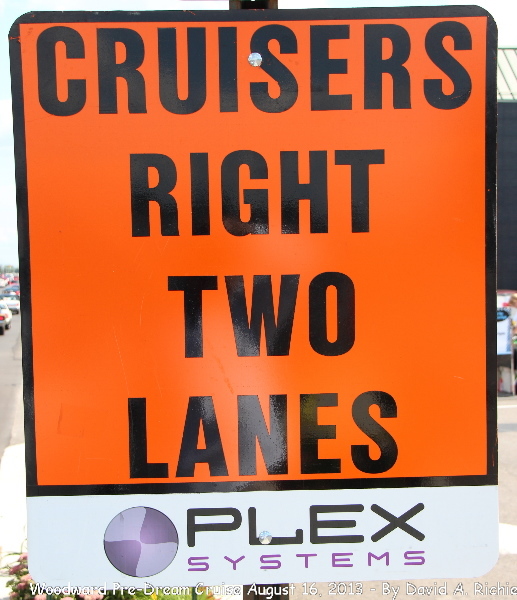 CRUISERS
RIGHT
TWO
LANES
PLEX
SYSTEMS
Woodward Pre-Dream Cruise August 16, 2013 - By David A. Richie